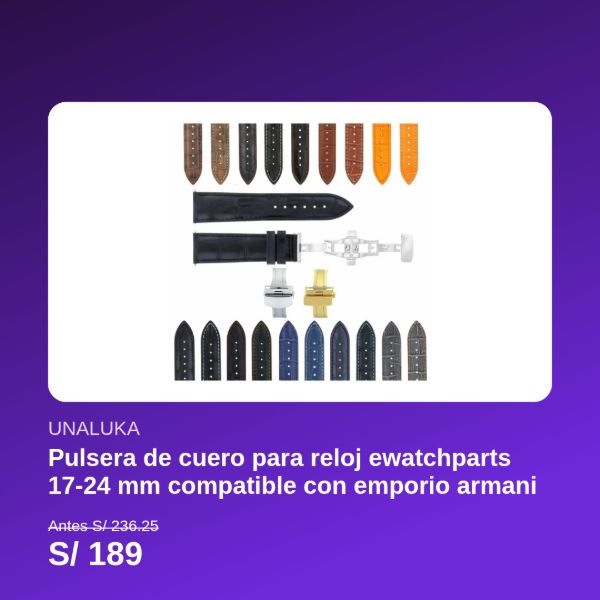 UNALUKA
Pulsera de cuero para reloj ewatchparts
17-24 mm compatible con emporio armani
Antes S/ 236.25
S/ 189